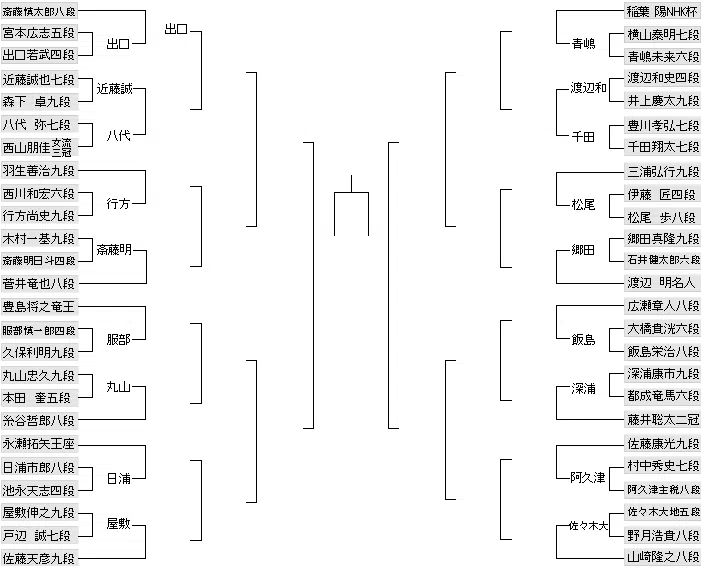 斎藤慎太郎八段
宮本広志五段
出口若武四段
出口
出口
近藤誠也七段
森下 卓九段
近藤誠
八代 弥七段
西山朋佳女流三冠
八代
羽生善治九段
西川和宏六段
行方尚史九段
行方
木村一基九段
斎藤明日斗四段
斎藤明
菅井竜也八段
豊島将之竜王
服部慎一郎四段
久保利明九段
服部
丸山忠久九段
本田 奎五段
丸山
糸谷哲郎八段
永瀬拓矢王座
日浦市郎八段
池永天志四段
日浦
屋敷伸之九段
戸辺 誠七段
屋敷
佐藤天彦九段
稲葉 陽NHK杯
横山泰明七段
青嶋未来六段
青嶋
渡辺和史四段
井上慶太九段
渡辺和
豊川孝弘七段
千田翔太七段
千田
三浦弘行九段
伊藤 匠四段
松尾 歩八段
松尾
郷田真隆九段
石井健太郎六段
郷田
渡辺 明名人
広瀬章人八段
大橋貴洸六段
飯島栄治八段
飯島
深浦康市九段
都成竜馬六段
深浦
藤井聡太二冠
佐藤康光九段
村中秀史七段
阿久津主税八段
阿久津
佐々木大地五段
野月浩貴八段
佐々木大
山崎隆之八段